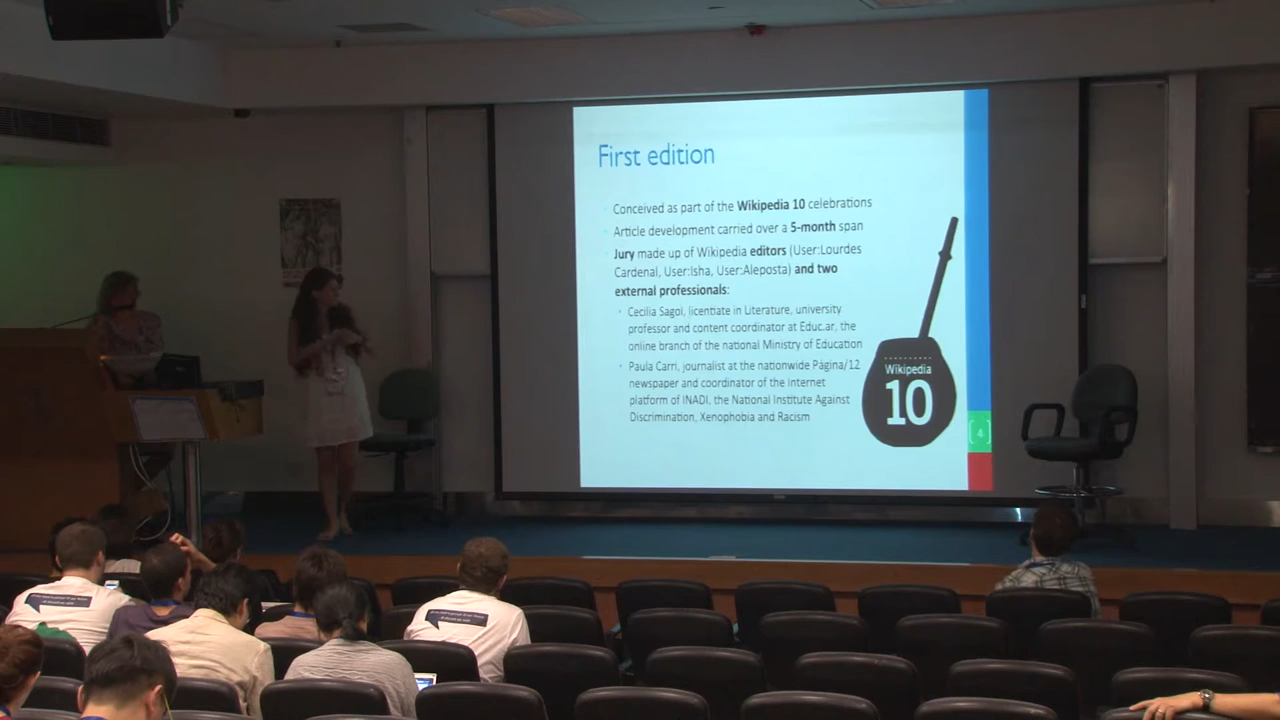 First edition
Conceived as part of the Wikipedia 10 celebrations
Article development carried over a 5-month span
Jury made up of Wikipedia editors (User:Lourdes
Cardenal, User:Isha, User:Aleposta) and two
external professionals:
Cecilia Sagol, licentiate in Literature, university
professor and content coordinator at Educ.ar, the
online branch of the national Ministry of Education
Paula Carri, journalist at the nationwide Página/12
newspaper and coordinator of the Internet
platform of INADI, the National Institute Against
Discrimination, Xenophobia and Racism
Wikipedia
10
[4]